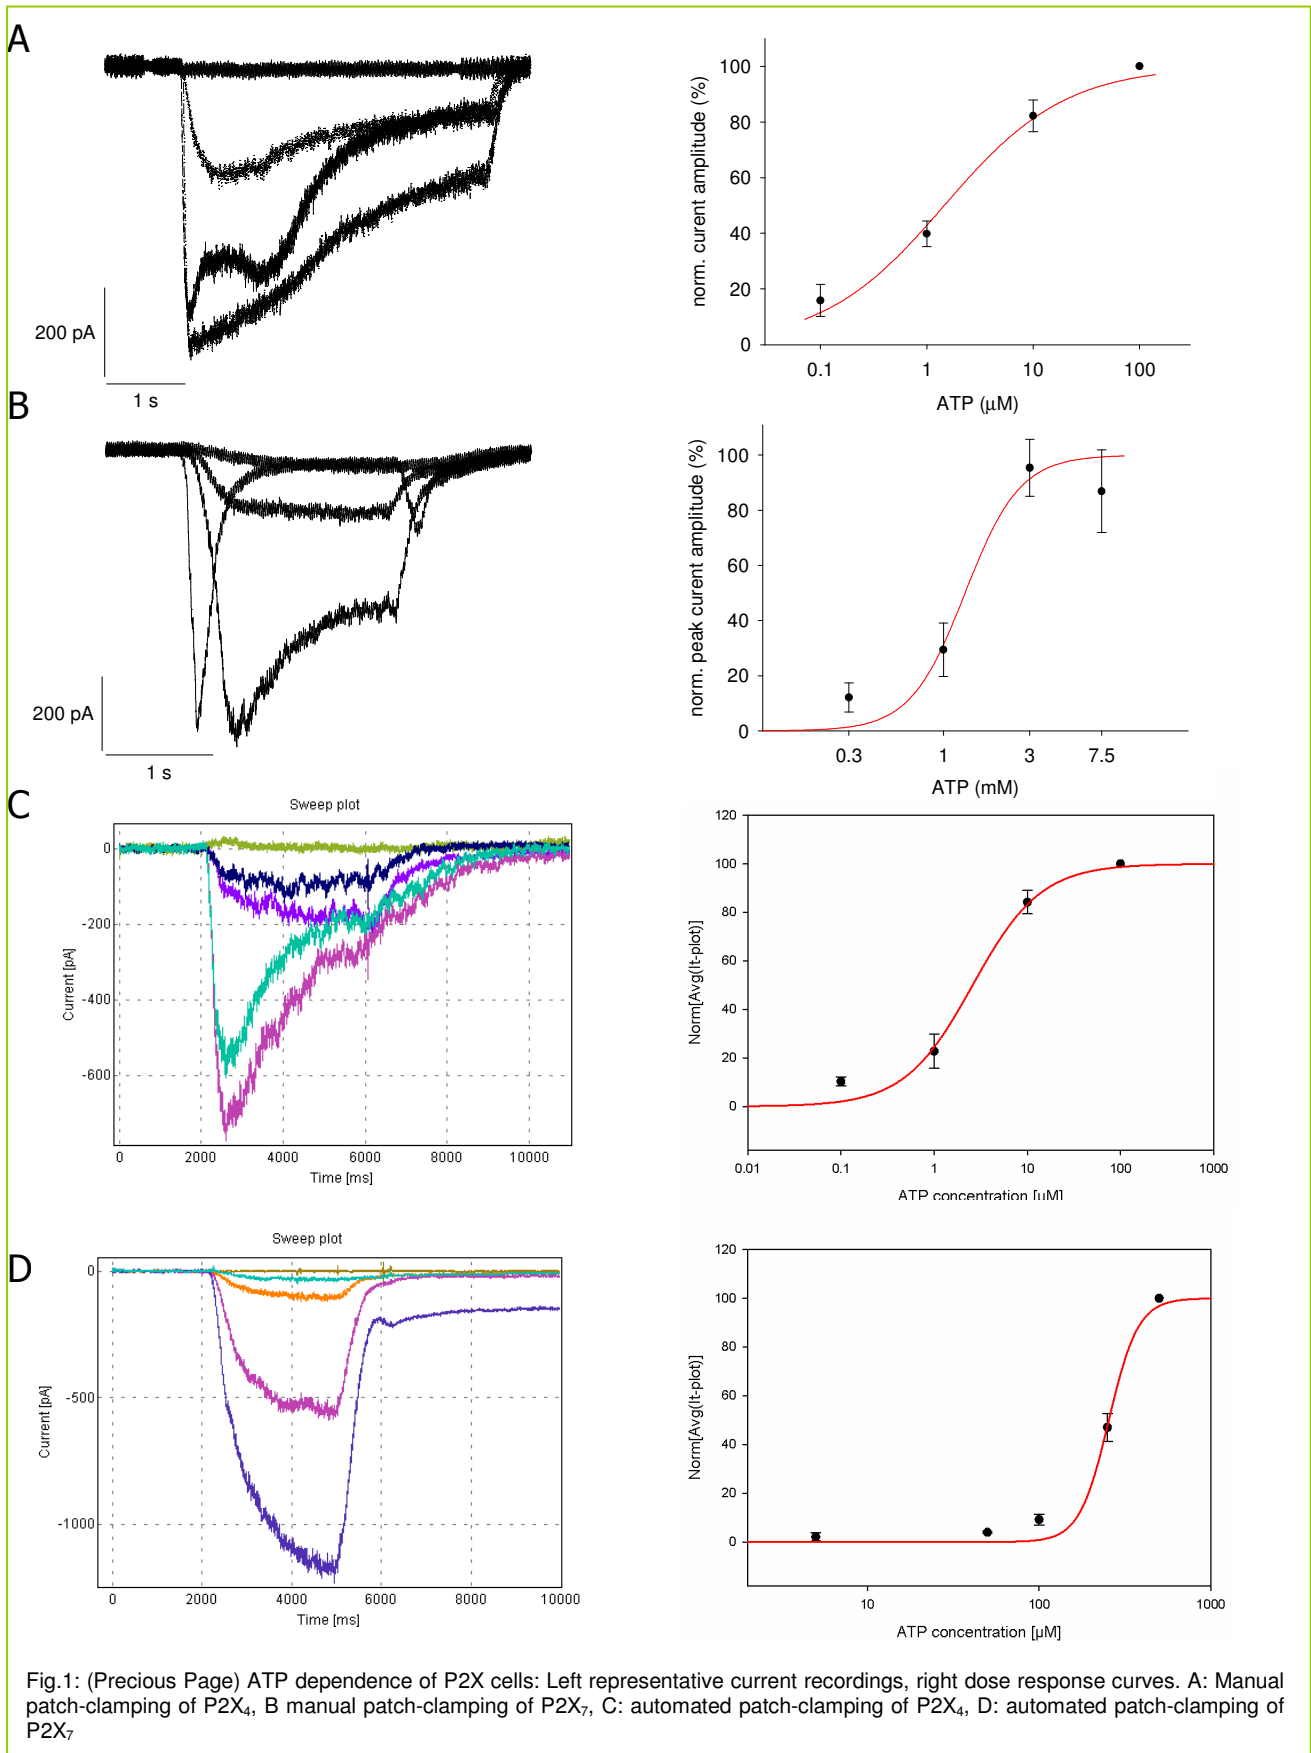 A
200 pA
1 s
norm. curent amplitude (%)
100
80
60
40
20
0
0.1 1 10 100
ATP (µM)
B
200 pA
1 s
norm. peak curent amplitude (%)
100
80
60
40
20
0
0.3 1 3 7.5
ATP (mM)
C
Sweep plot
Current [pA]
0
-200
-400
-600
0 2000 4000 6000 8000 10000
Time [ms]
Norm[Avg(It-plot)]
120
100
80
60
40
20
0
0.01 0.1 1 10 100 1000
ATP concentration [µM]
D
Sweep plot
Current [pA]
0
-500
-1000
0 2000 4000 6000 8000 10000
Time [ms]
Norm[Avg(It-plot)]
120
100
80
60
40
20
0
10 100 1000
ATP concentration [µM]
Fig.1: (Precious Page) ATP dependence of P2X cells: Left representative current recordings, right dose response curves. A: Manual
patch-clamping of P2X₄, B manual patch-clamping of P2X₇, C: automated patch-clamping of P2X₄, D: automated patch-clamping of
P2X₇